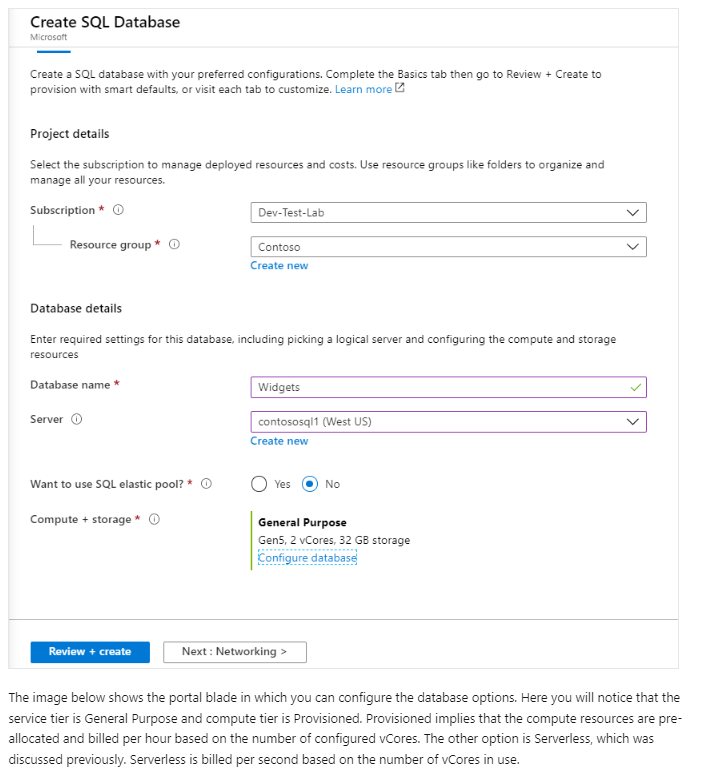 Create SQL Database
Microsoft
Create a SQL database with your preferred configurations. Complete the Basics tab then go to Review + Create to
provision with smart defaults, or visit each tab to customize. Learn more
Project details
Select the subscription to manage deployed resources and costs. Use resource groups like folders to organize and
manage all your resources.
Subscription *
Dev-Test-Lab
Resource group *
Contoso
Create new
Database details
Enter required settings for this database, including picking a logical server and configuring the compute and storage
resources
Database name *
Widgets
Server
contososql1 (West US)
Create new
Want to use SQL elastic pool? *
Yes No
Compute + storage *
General Purpose
Gen5, 2 vCores, 32 GB storage
Configure database
Review + create
Next : Networking >
The image below shows the portal blade in which you can configure the database options. Here you will notice that the
service tier is General Purpose and compute tier is Provisioned. Provisioned implies that the compute resources are pre-
allocated and billed per hour based on the number of configured vCores. The other option is Serverless, which was
discussed previously. Serverless is billed per second based on the number of vCores in use.